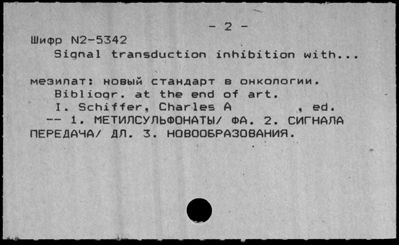 - 2 -
Шифр N2-5342
Signal transduction inhibition with...
мезилат: новый стандарт в онкологии.
Bibliogr. at the end of art.
I. Schiffer, Charles A , ed.
-- 1. МЕТИЛСУЛЬФОНАТЫ/ ФА. 2. СИГНАЛА
ПЕРЕДАЧА/ ДЛ. 3. НОВООБРАЗОВАНИЯ.